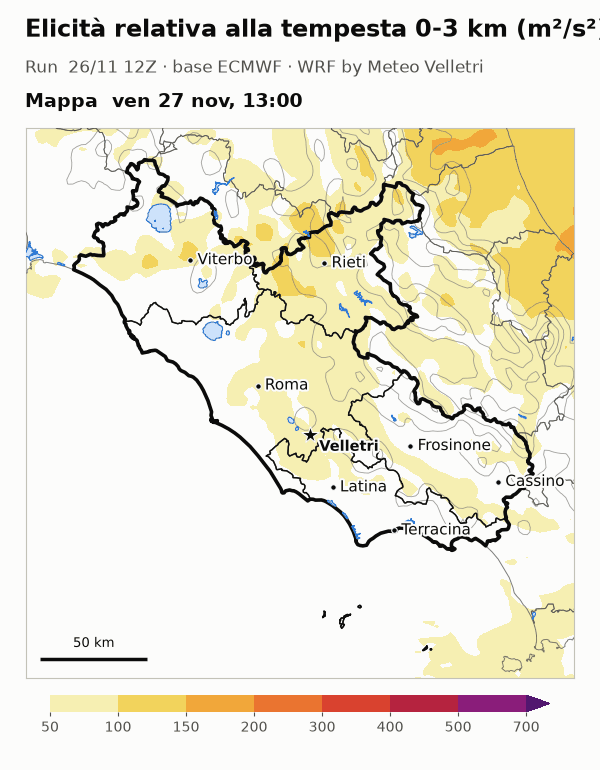 Elicità relativa alla tempesta 0-3 km (m²/s²)
Run 26/11 12Z · base ECMWF · WRF by Meteo Velletri
Mappa ven 27 nov, 13:00
Viterbo
Rieti
Roma
Velletri
Frosinone
Latina
Cassino
Terracina
50 km
50 100 150 200 300 400 500 700